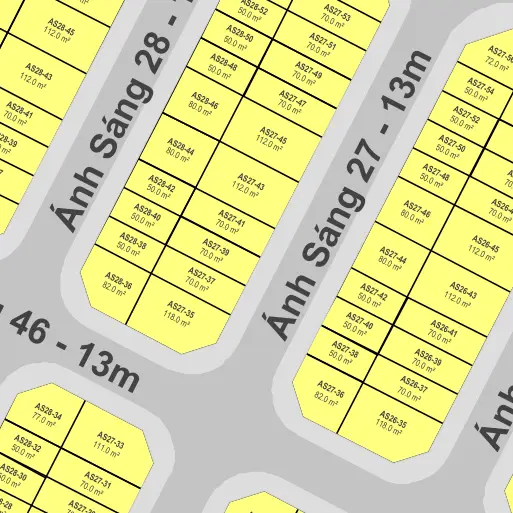 AS28-45
112.0 m²
AS28-43
112.0 m²
AS28-41
70.0 m²
Ánh Sáng 28 -
AS28-52
50.0 m²
AS28-50
50.0 m²
AS28-48
50.0 m²
AS28-46
80.0 m²
AS28-44
80.0 m²
AS28-42
50.0 m²
AS28-40
50.0 m²
AS28-38
50.0 m²
AS28-36
82.0 m²
AS27-53
70.0 m²
AS27-51
70.0 m²
AS27-49
70.0 m²
AS27-47
70.0 m²
AS27-45
112.0 m²
AS27-43
112.0 m²
AS27-41
70.0 m²
AS27-39
70.0 m²
AS27-37
70.0 m²
AS27-35
118.0 m²
Ánh Sáng 27 - 13m
72.0 m²
AS27-54
50.0 m²
AS27-52
50.0 m²
AS27-50
50.0 m²
AS27-48
50.0 m²
AS27-46
80.0 m²
AS27-44
80.0 m²
AS27-42
50.0 m²
AS27-40
50.0 m²
AS27-38
50.0 m²
AS27-36
82.0 m²
AS26-45
112.0 m²
AS26-43
112.0 m²
AS26-41
70.0 m²
AS26-39
70.0 m²
AS26-37
70.0 m²
AS26-35
118.0 m²
46 - 13m
AS28-34
77.0 m²
AS28-32
50.0 m²
AS28-30
50.0 m²
AS27-33
111.0 m²
AS27-31
70.0 m²
Ánh